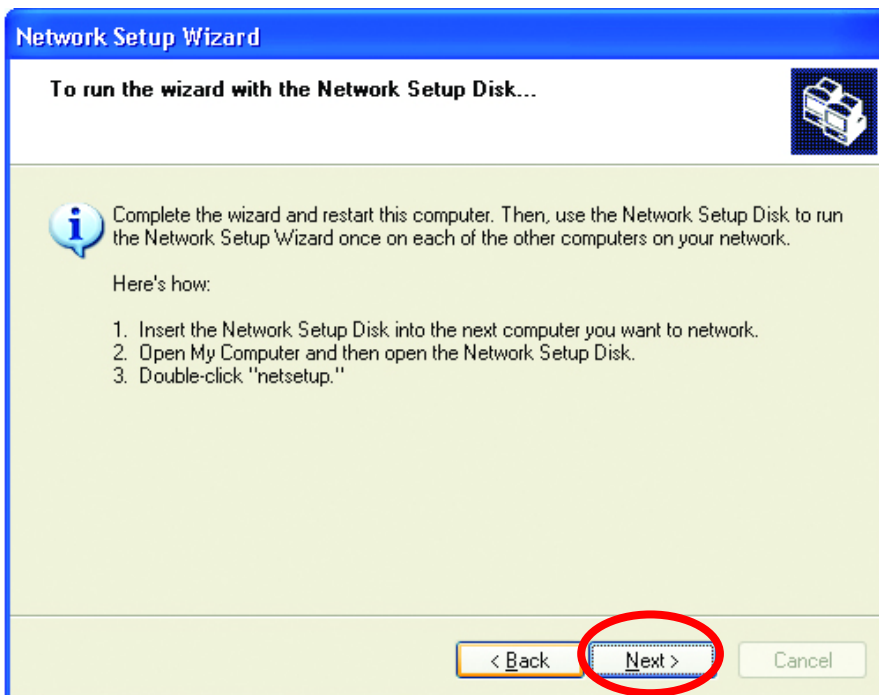 Network Setup Wizard
To run the wizard with the Network Setup Disk...
Complete the wizard and restart this computer. Then, use the Network Setup Disk to run
the Network Setup Wizard once on each of the other computers on your network.
Here's how:
1. Insert the Network Setup Disk into the next computer you want to network.
2. Open My Computer and then open the Network Setup Disk.
3. Double-click "netsetup."
< Back
Next >
Cancel